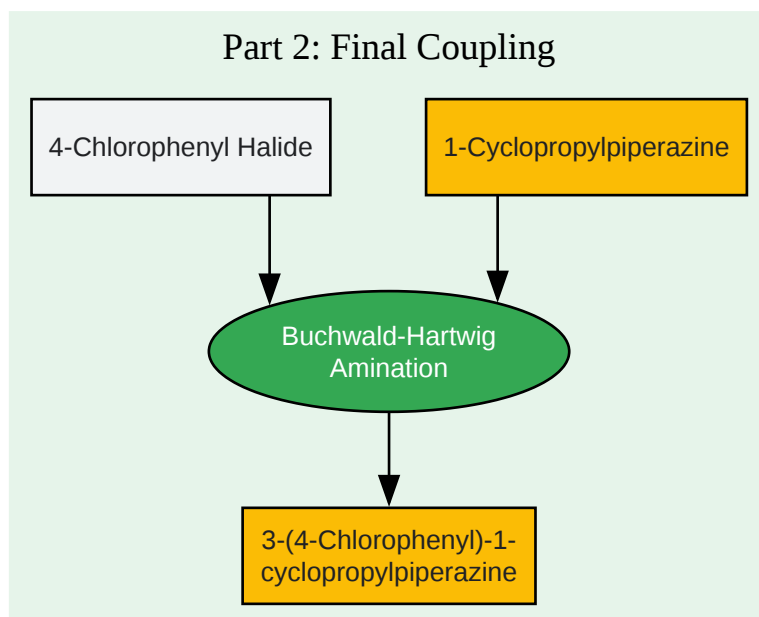 Part 2: Final Coupling
4-Chlorophenyl Halide
1-Cyclopropylpiperazine
Buchwald-Hartwig
Amination
3-(4-Chlorophenyl)-1-
cyclopropylpiperazine